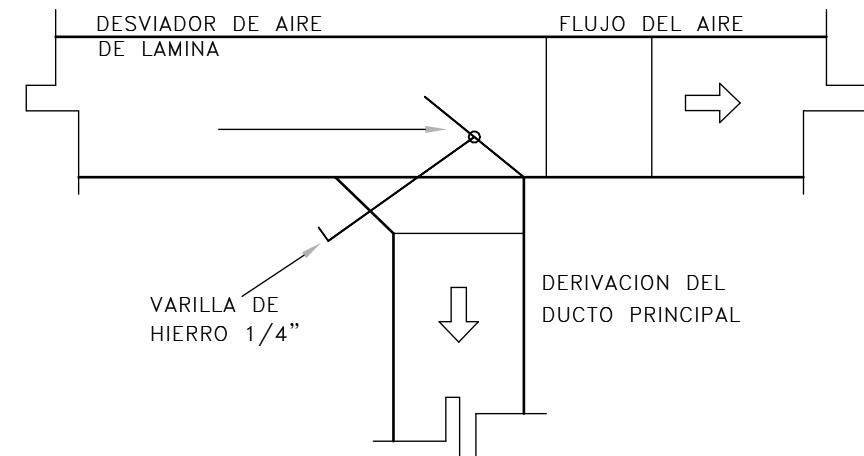 DESVIADOR DE AIRE
DE LAMINA
FLUJO DEL AIRE
VARILLA DE
HIERRO 1/4”
DERIVACION DEL
DUCTO PRINCIPAL